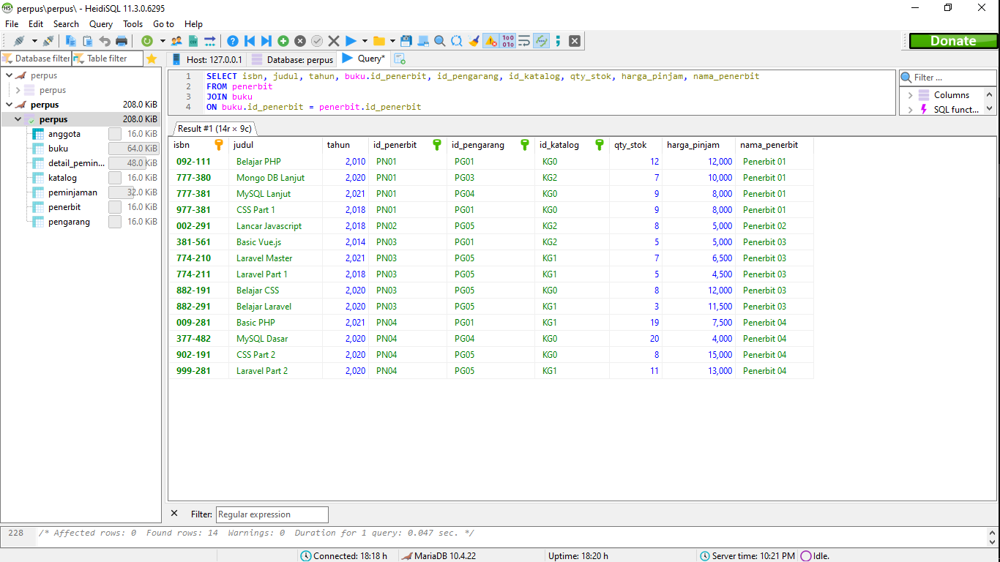 HS perpus\perpus\ - HeidiSQL 11.3.0.6295
File Edit Search Query Tools Go to Help
Donate
Database filter Table filter Host: 127.0.0.1 Database: perpus Query*
perpus
perpus
perpus 208.0 KiB
perpus 208.0 KiB
anggota 16.0 KiB
buku 64.0 KiB
detail_pemin... 48.0 KiB
katalog 16.0 KiB
peminjaman 32.0 KiB
penerbit 16.0 KiB
pengarang 16.0 KiB
1 SELECT isbn, judul, tahun, buku.id_penerbit, id_pengarang, id_katalog, qty_stok, harga_pinjam, nama_penerbit
2 FROM penerbit
3 JOIN buku
4 ON buku.id_penerbit = penerbit.id_penerbit
Filter ...
Columns
SQL funct...
Result #1 (14r × 9c)
isbn judul tahun id_penerbit id_pengarang id_katalog qty_stok harga_pinjam nama_penerbit
092-111 Belajar PHP 2,010 PN01 PG01 KG0 12 12,000 Penerbit 01
777-380 Mongo DB Lanjut 2,020 PN01 PG03 KG2 7 10,000 Penerbit 01
777-381 MySQL Lanjut 2,021 PN01 PG04 KG0 9 8,000 Penerbit 01
977-381 CSS Part 1 2,018 PN01 PG01 KG0 9 8,000 Penerbit 01
002-291 Lancar Javascript 2,018 PN02 PG05 KG2 8 5,000 Penerbit 02
381-561 Basic Vue.js 2,014 PN03 PG01 KG2 5 5,000 Penerbit 03
774-210 Laravel Master 2,021 PN03 PG05 KG1 7 6,500 Penerbit 03
774-211 Laravel Part 1 2,018 PN03 PG05 KG1 5 4,500 Penerbit 03
882-191 Belajar CSS 2,020 PN03 PG05 KG0 8 12,000 Penerbit 03
882-291 Belajar Laravel 2,020 PN03 PG05 KG1 3 11,500 Penerbit 03
009-281 Basic PHP 2,021 PN04 PG01 KG1 19 7,500 Penerbit 04
377-482 MySQL Dasar 2,020 PN04 PG04 KG0 20 4,000 Penerbit 04
902-191 CSS Part 2 2,020 PN04 PG05 KG0 8 15,000 Penerbit 04
999-281 Laravel Part 2 2,020 PN04 PG05 KG1 11 13,000 Penerbit 04
Filter: Regular expression
228 /* Affected rows: 0 Found rows: 14 Warnings: 0 Duration for 1 query: 0.047 sec. */
Connected: 18:18 h MariaDB 10.4.22 Uptime: 18:20 h Server time: 10:21 PM Idle.